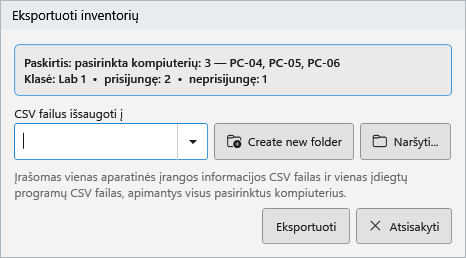 Eksportuoti inventorių
Paskirtis: pasirinkta kompiuterių: 3 — PC-04, PC-05, PC-06
Klasė: Lab 1 • prisijungę: 2 • neprisijungę: 1
CSV failus išsaugoti į
Create new folder
Naršyti...
Įrašomas vienas aparatinės įrangos informacijos CSV failas ir vienas įdiegtų
programų CSV failas, apimantys visus pasirinktus kompiuterius.
Eksportuoti
Atsisakyti